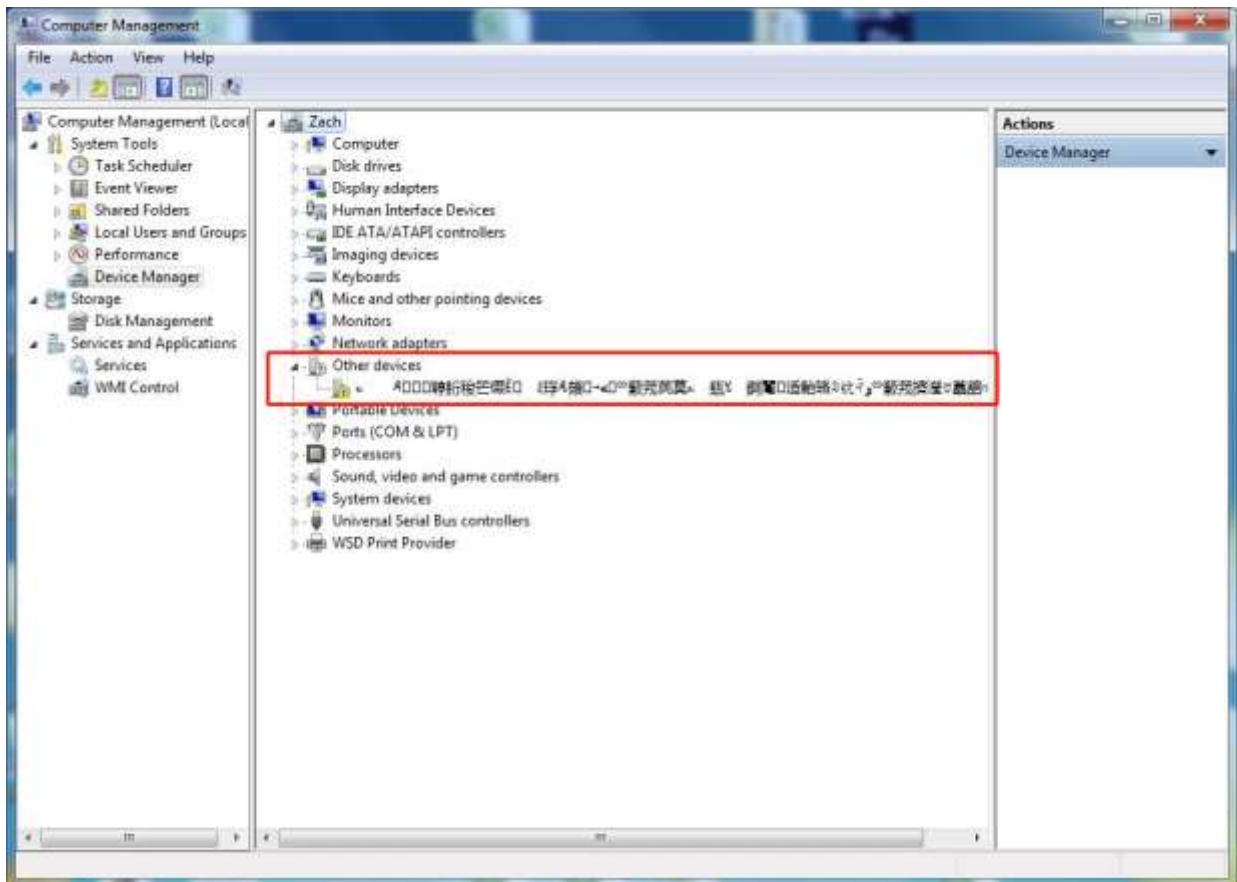 Computer Management
File Action View Help
Computer Management (Local
System Tools
Task Scheduler
Event Viewer
Shared Folders
Local Users and Groups
Performance
Device Manager
Storage
Disk Management
Services and Applications
Services
WMI Control
Zach
Computer
Disk drives
Display adapters
Human Interface Devices
IDE ATA/ATAPI controllers
Imaging devices
Keyboards
Mice and other pointing devices
Monitors
Network adapters
Other devices
Portable Devices
Ports (COM & LPT)
Processors
Sound, video and game controllers
System devices
Universal Serial Bus controllers
WSD Print Provider
Actions
Device Manager